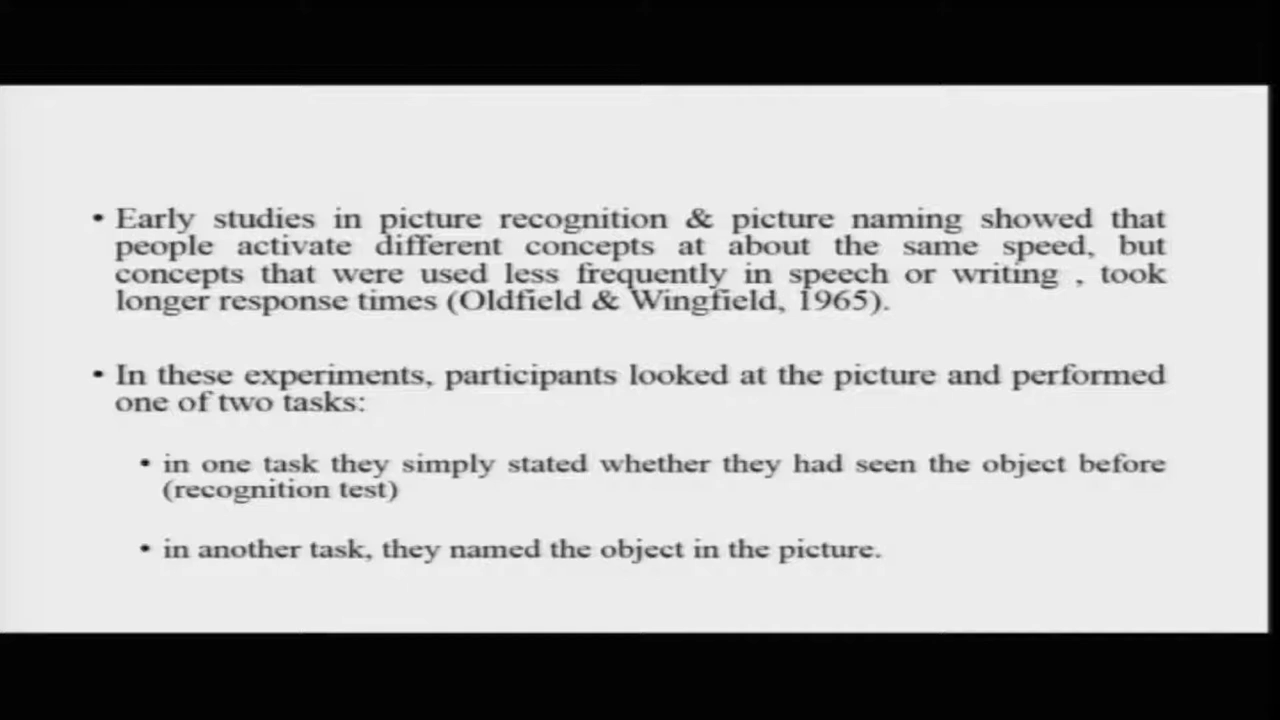 • Early studies in picture recognition & picture naming showed that
people activate different concepts at about the same speed, but
concepts that were used less frequently in speech or writing , took
longer response times (Oldfield & Wingfield, 1965).
• In these experiments, participants looked at the picture and performed
one of two tasks:
• in one task they simply stated whether they had seen the object before
(recognition test)
• in another task, they named the object in the picture.